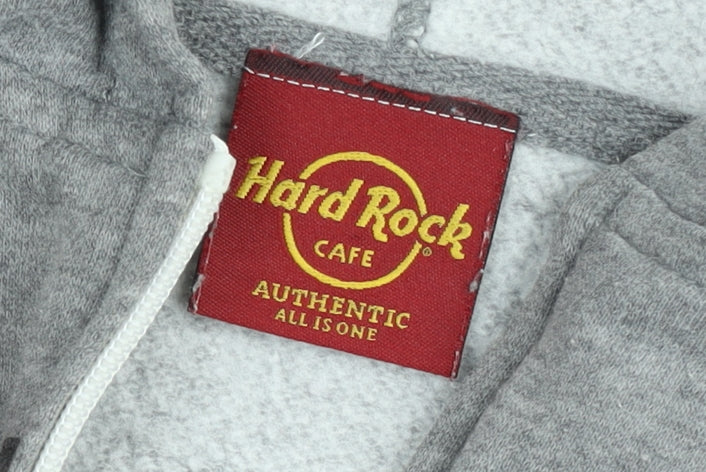 Hard Rock
CAFE
®
AUTHENTIC
ALL IS ONE